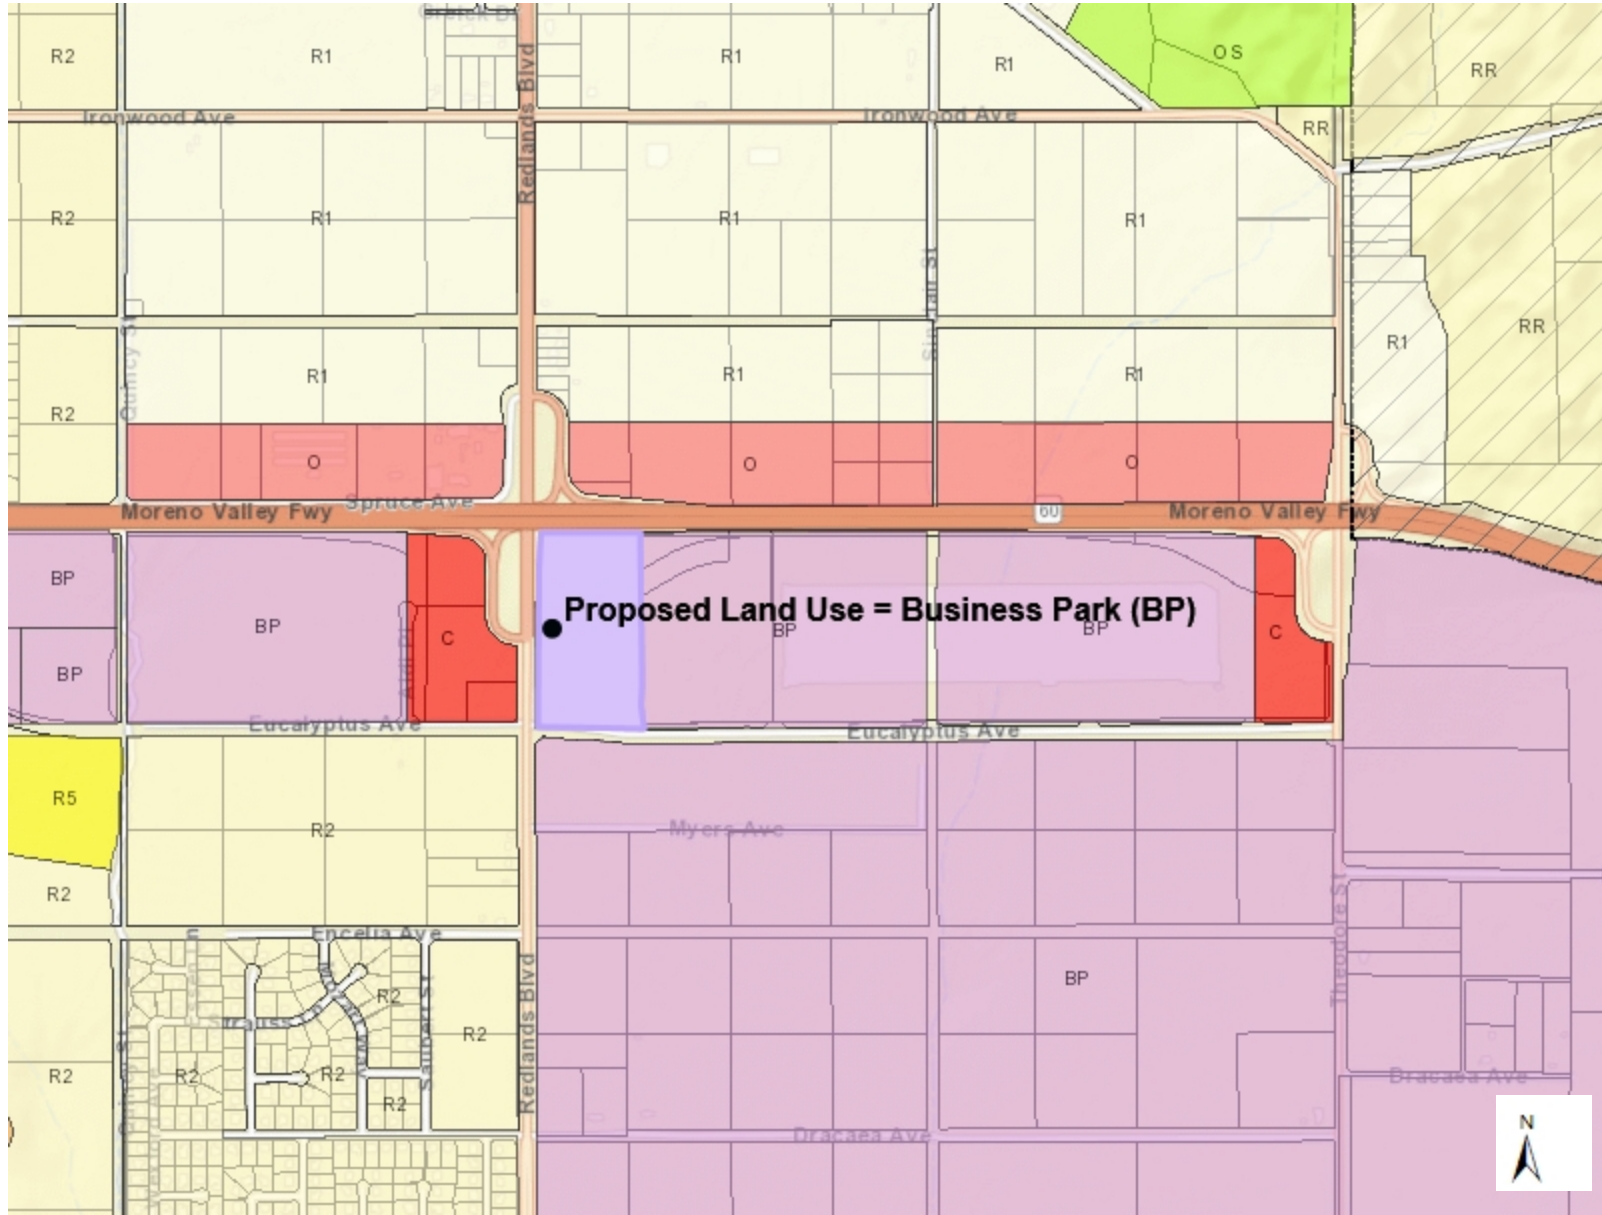 Redlands Blvd
R2
R1
R1
R1
OS
RR
Ironwood Ave
Ironwood Ave
RR
R2
R1
R1
R1
Quincy St
R1
RR
R2
R1
R1
R1
O
O
O
Moreno Valley Fwy
Spruce Ave
60
Moreno Valley Fwy
BP
BP
C
Proposed Land Use = Business Park (BP)
BP
BP
C
BP
Eucalyptus Ave
Eucalyptus Ave
R5
R2
Myers Ave
R2
Encelia Ave
Redlands Blvd
Theodore St
BP
R2
Strauss
R2
R2
R2
R2
R2
Dracaea Ave
Dracaea Ave
N